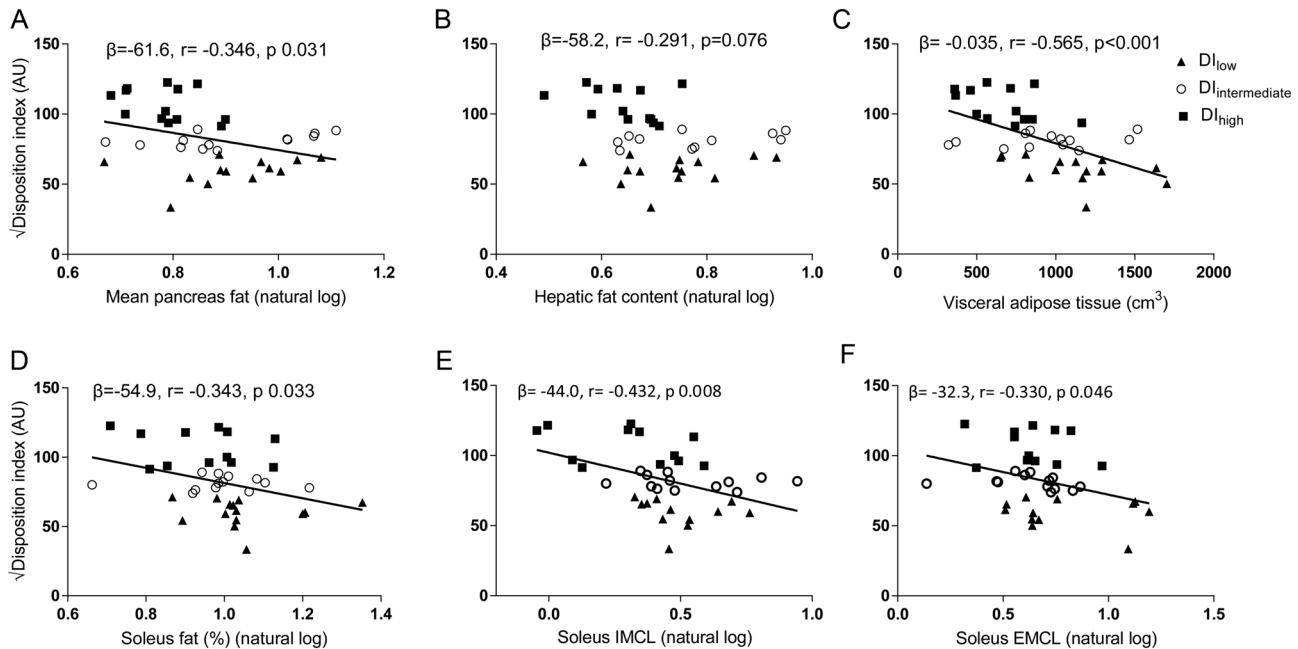 A
β=-61.6, r= -0.346, p 0.031
√Disposition index (AU)
150
100
50
0
0.6 0.8 1.0 1.2
Mean pancreas fat (natural log)
B
β=-58.2, r= -0.291, p=0.076
150
100
50
0
0.4 0.6 0.8 1.0
Hepatic fat content (natural log)
C
β= -0.035, r= -0.565, p<0.001
150
100
50
0
0 500 1000 1500 2000
Visceral adipose tissue (cm³)
DIlow
DIintermediate
DIhigh
D
β=-54.9, r= -0.343, p 0.033
√Disposition index (AU)
150
100
50
0
0.6 0.8 1.0 1.2 1.4
Soleus fat (%) (natural log)
E
β= -44.0, r= -0.432, p 0.008
150
100
50
0
0.0 0.5 1.0
Soleus IMCL (natural log)
F
β= -32.3, r= -0.330, p 0.046
150
100
50
0
0.0 0.5 1.0 1.5
Soleus EMCL (natural log)